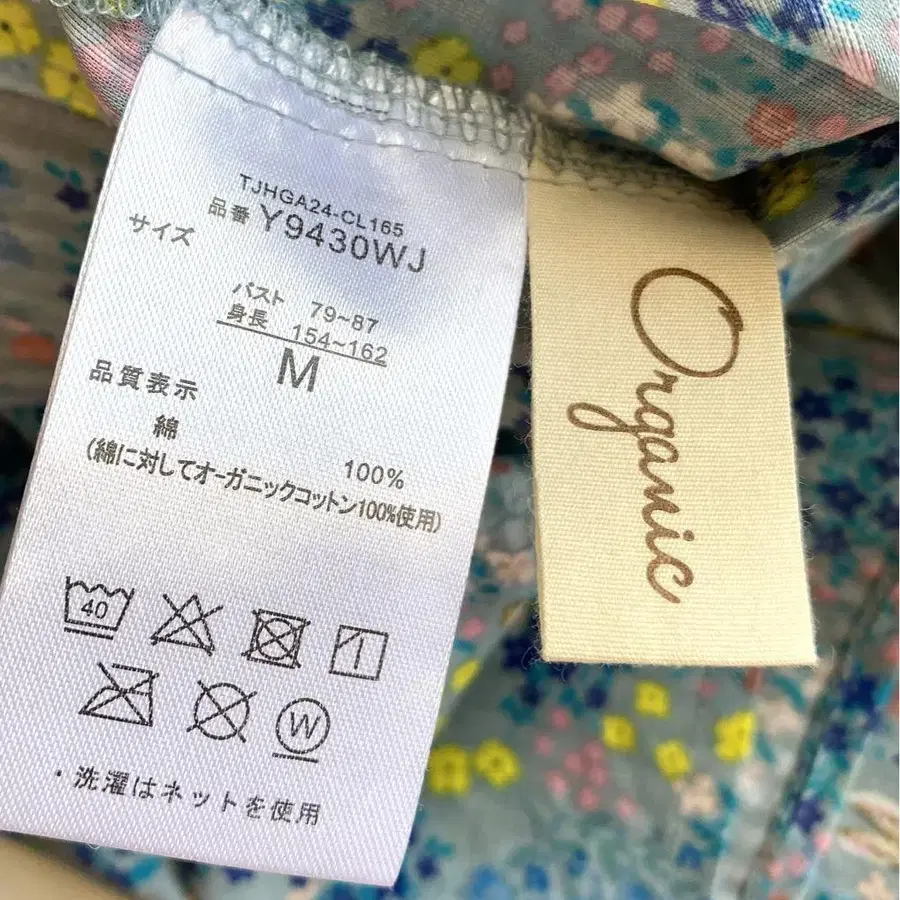 TJHGA24-CL165
品番 Y9430WJ
サイズ
バスト 79~87
身長 154~162
M
品質表示
綿 100%
(綿に対してオーガニックコットン100%使用)
40
W
・洗濯はネットを使用
Organic